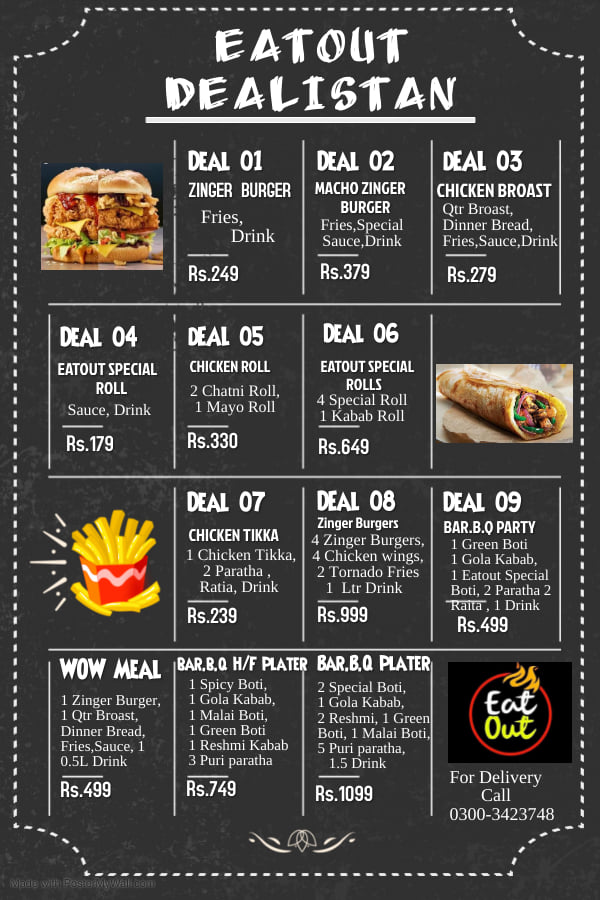 EATOUT
DEALISTAN
DEAL 01
ZINGER BURGER
Fries,
Drink
Rs.249
DEAL 02
MACHO ZINGER
BURGER
Fries,Special
Sauce,Drink
Rs.379
DEAL 03
CHICKEN BROAST
Qtr Broast,
Dinner Bread,
Fries,Sauce,Drink
Rs.279
DEAL 04
EATOUT SPECIAL
ROLL
Sauce, Drink
Rs.179
DEAL 05
CHICKEN ROLL
2 Chatni Roll,
1 Mayo Roll
Rs.330
DEAL 06
EATOUT SPECIAL
ROLLS
4 Special Roll
1 Kabab Roll
Rs.649
DEAL 07
CHICKEN TIKKA
1 Chicken Tikka,
2 Paratha ,
Ratia, Drink
Rs.239
DEAL 08
Zinger Burgers
4 Zinger Burgers,
4 Chicken wings,
2 Tornado Fries
1 Ltr Drink
Rs.999
DEAL 09
BAR.B.Q PARTY
1 Green Boti
1 Gola Kabab,
1 Eatout Special
Boti, 2 Paratha 2
Raita , 1 Drink
Rs.499
WOW MEAL
1 Zinger Burger,
1 Qtr Broast,
Dinner Bread,
Fries,Sauce, 1
0.5L Drink
Rs.499
BAR.B.Q H/F PLATER
1 Spicy Boti,
1 Gola Kabab,
1 Malai Boti,
1 Green Boti
1 Reshmi Kabab
3 Puri paratha
Rs.749
BAR.B.Q PLATER
2 Special Boti,
1 Gola Kabab,
2 Reshmi, 1 Green
Boti, 1 Malai Boti,
5 Puri paratha,
1.5 Drink
Rs.1099
Eat
Out
For Delivery
Call
0300-3423748
Made with PosterMyWall.com